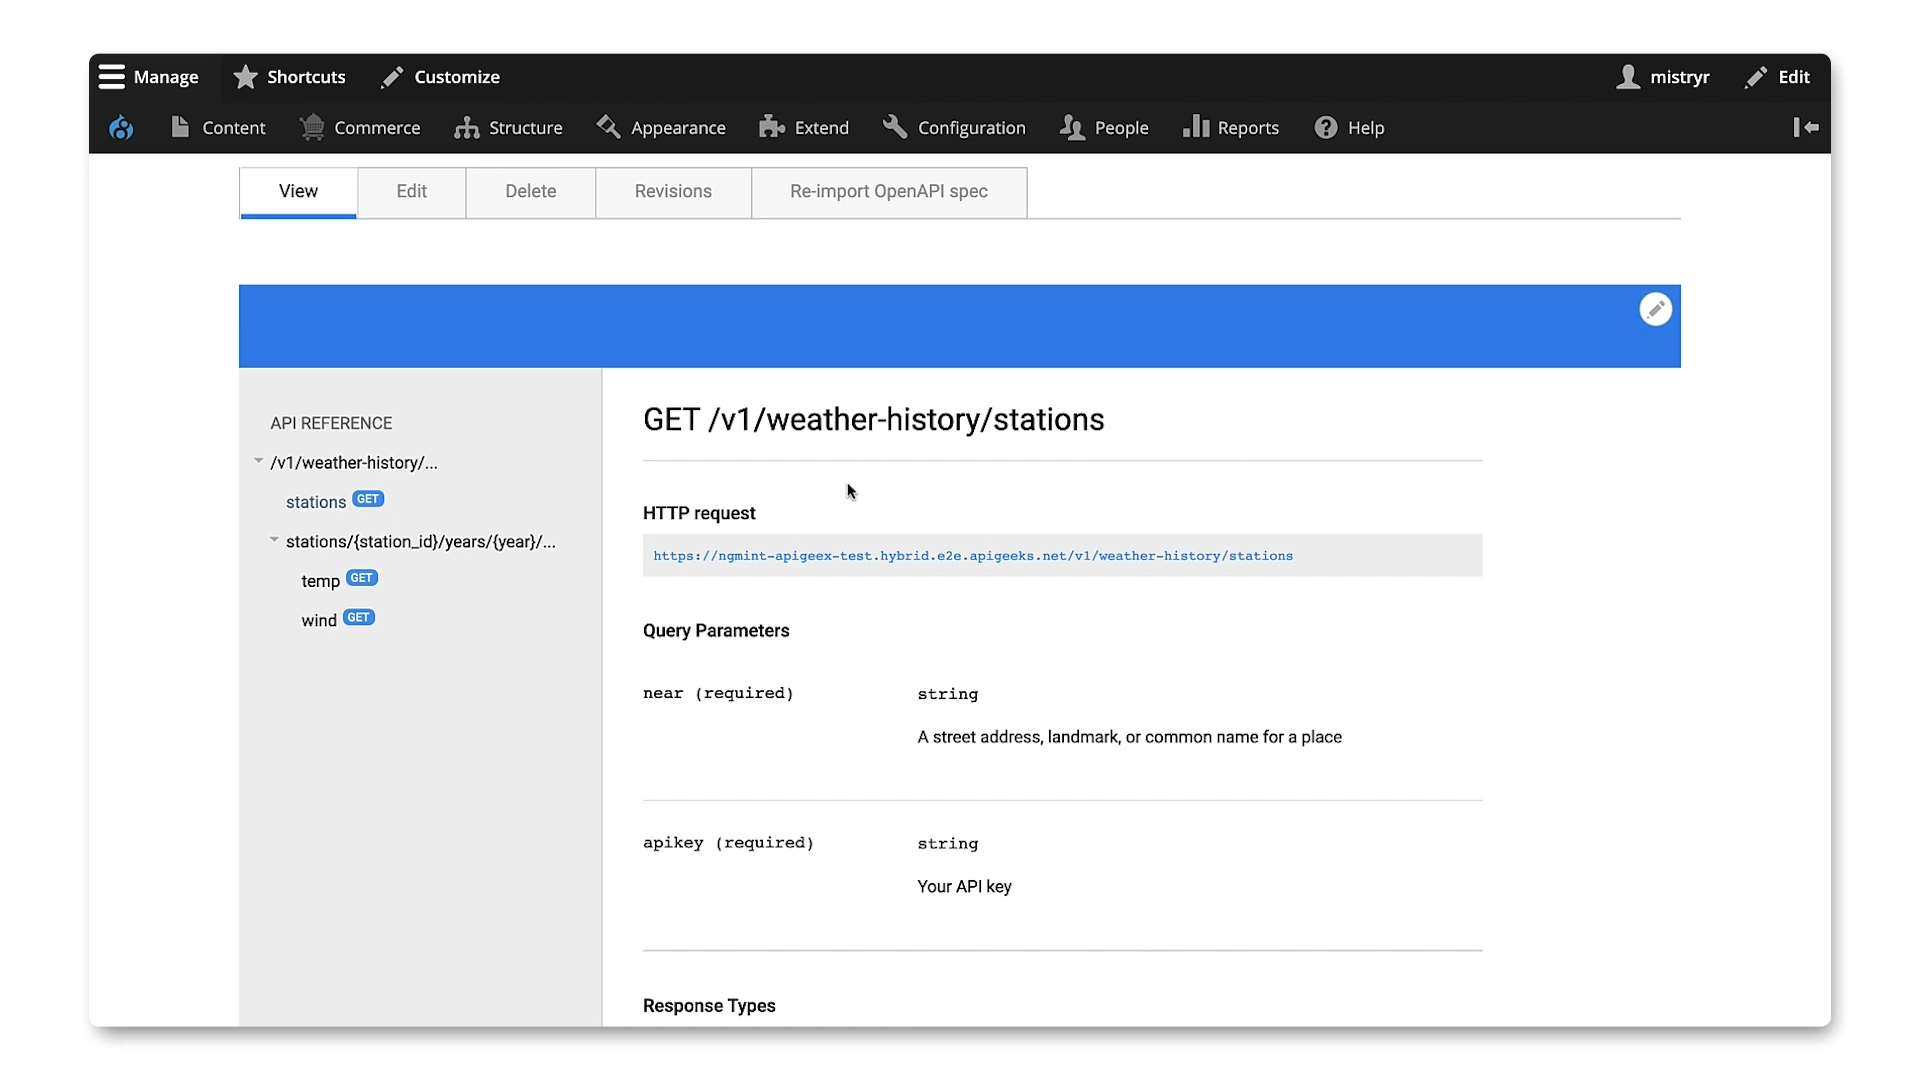 Manage Shortcuts Customize mistryr Edit
Content Commerce Structure Appearance Extend Configuration People Reports Help
View Edit Delete Revisions Re-import OpenAPI spec
API REFERENCE
/v1/weather-history/...
stations GET
stations/{station_id}/years/{year}/...
temp GET
wind GET
GET /v1/weather-history/stations
HTTP request
https://ngmint-apigeex-test.hybrid.e2e.apigeeks.net/v1/weather-history/stations
Query Parameters
near (required) string
A street address, landmark, or common name for a place
apikey (required) string
Your API key
Response Types